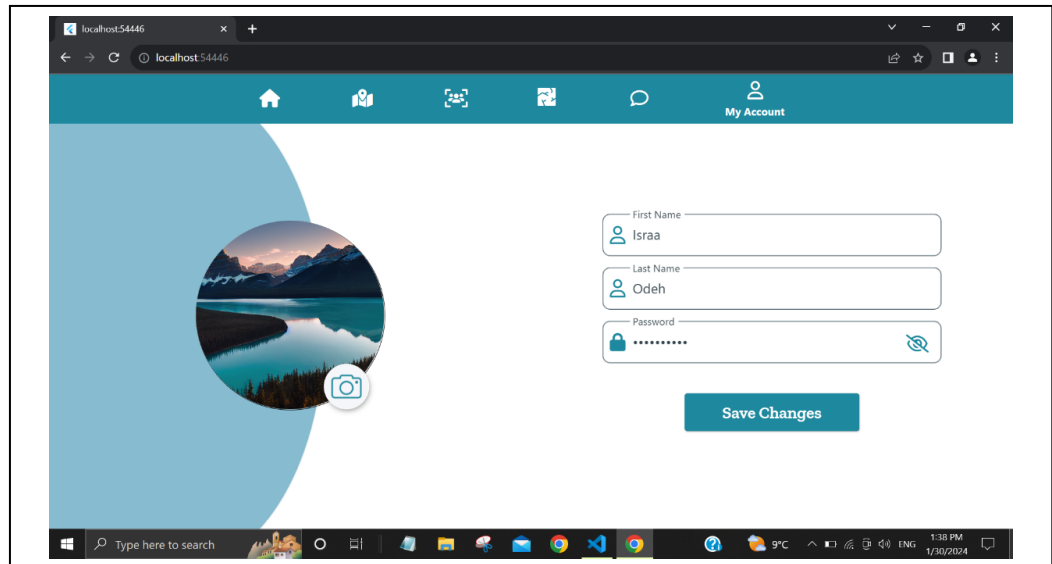 localhost:54446
localhost:54446
My Account
First Name
Israa
Last Name
Odeh
Password
••••••••••
Save Changes
Type here to search
9°C
ENG
1:38 PM
1/30/2024